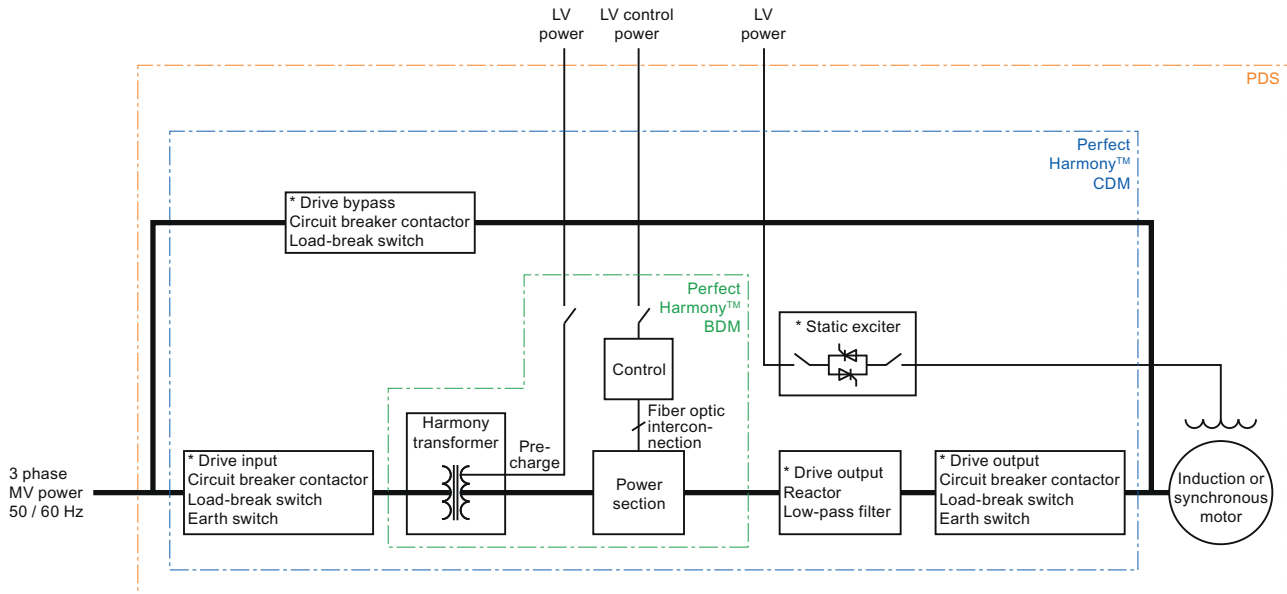 LV
power
LV control
power
LV
power
PDS
Perfect
Harmony™
CDM
* Drive bypass
Circuit breaker contactor
Load-break switch
Perfect
Harmony™
BDM
* Static exciter
Control
Fiber optic
intercon-
nection
Harmony
transformer
Pre-
charge
3 phase
MV power
50 / 60 Hz
* Drive input
Circuit breaker contactor
Load-break switch
Earth switch
Power
section
* Drive output
Reactor
Low-pass filter
* Drive output
Circuit breaker contactor
Load-break switch
Earth switch
Induction or
synchronous
motor